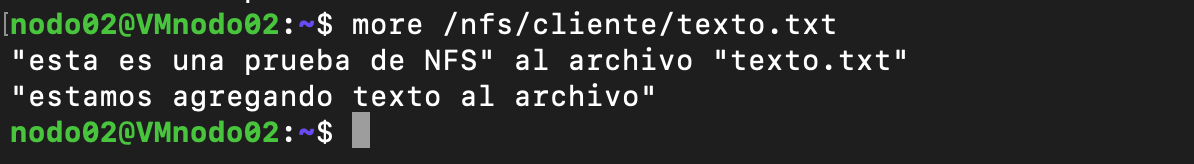 [nodo02@VMnodo02:~$ more /nfs/cliente/texto.txt
"esta es una prueba de NFS" al archivo "texto.txt"
"estamos agregando texto al archivo"
nodo02@VMnodo02:~$